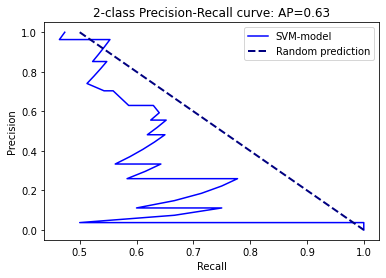 2-class Precision-Recall curve: AP=0.63
SVM-model
Random prediction
Precision
1.0
0.8
0.6
0.4
0.2
0.0
0.5 0.6 0.7 0.8 0.9 1.0
Recall